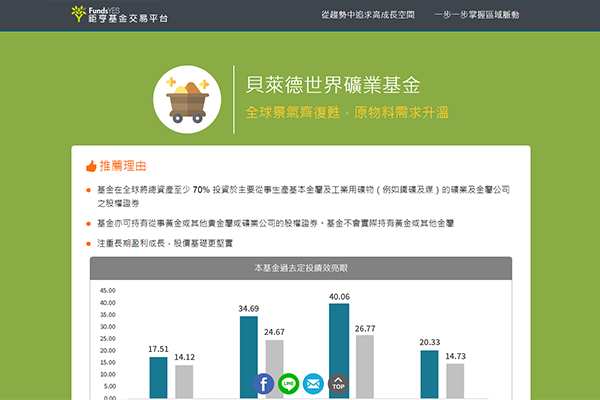 FundsYES
鉅亨基金交易平台
從趨勢中追求高成長空間 一步一步掌握區域脈動
貝萊德世界礦業基金
全球景氣齊復甦，原物料需求升溫
推薦理由
基金在全球將總資產至少 70% 投資於主要從事生產基本金屬及工業用礦物（例如鐵礦及煤）的礦業及金屬公司
之股權證券
基金亦可持有從事黃金或其他貴金屬或礦業公司的股權證券。基金不會實際持有黃金或其他金屬
注重長期盈利成長，股價基礎更堅實
本基金過去定投績效亮眼
45.00
40.00
35.00
30.00
25.00
20.00
15.00
10.00
5.00
0.00
17.51 14.12
34.69 24.67
40.06 26.77
20.33 14.73
f LINE TOP